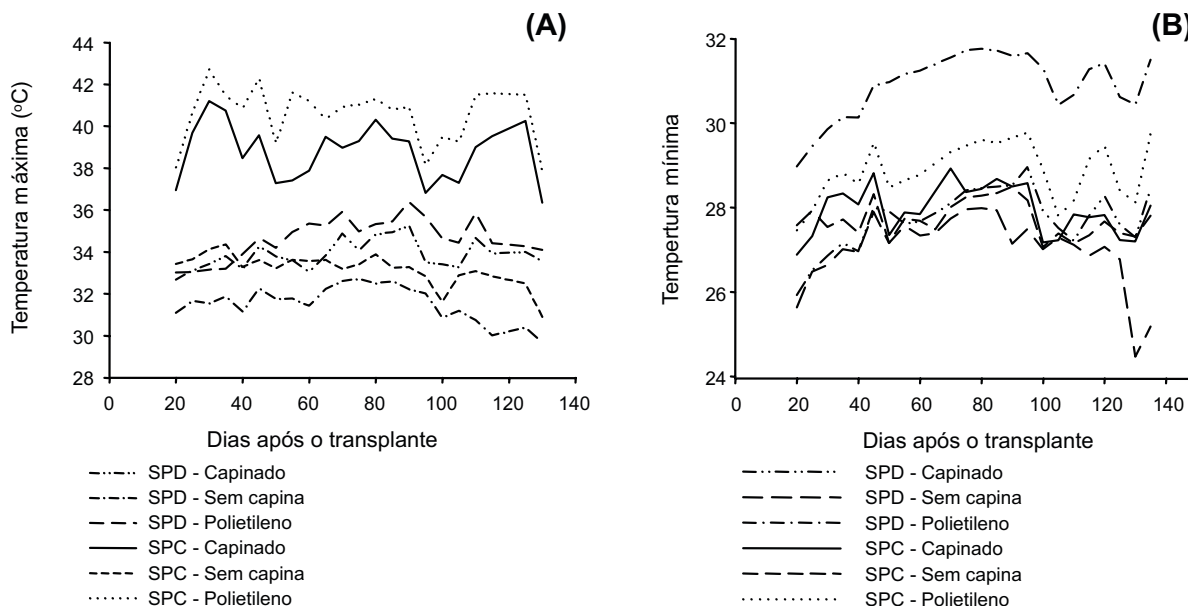 (A)
Temperatura máxima (ºC)
44
42
40
38
36
34
32
30
28
0 20 40 60 80 100 120 140
Dias após o transplante
SPD - Capinado
SPD - Sem capina
SPD - Polietileno
SPC - Capinado
SPC - Sem capina
SPC - Polietileno
(B)
Tempertura mínima
32
30
28
26
24
0 20 40 60 80 100 120 140
Dias após o transplante
SPD - Capinado
SPD - Sem capina
SPD - Polietileno
SPC - Capinado
SPC - Sem capina
SPC - Polietileno